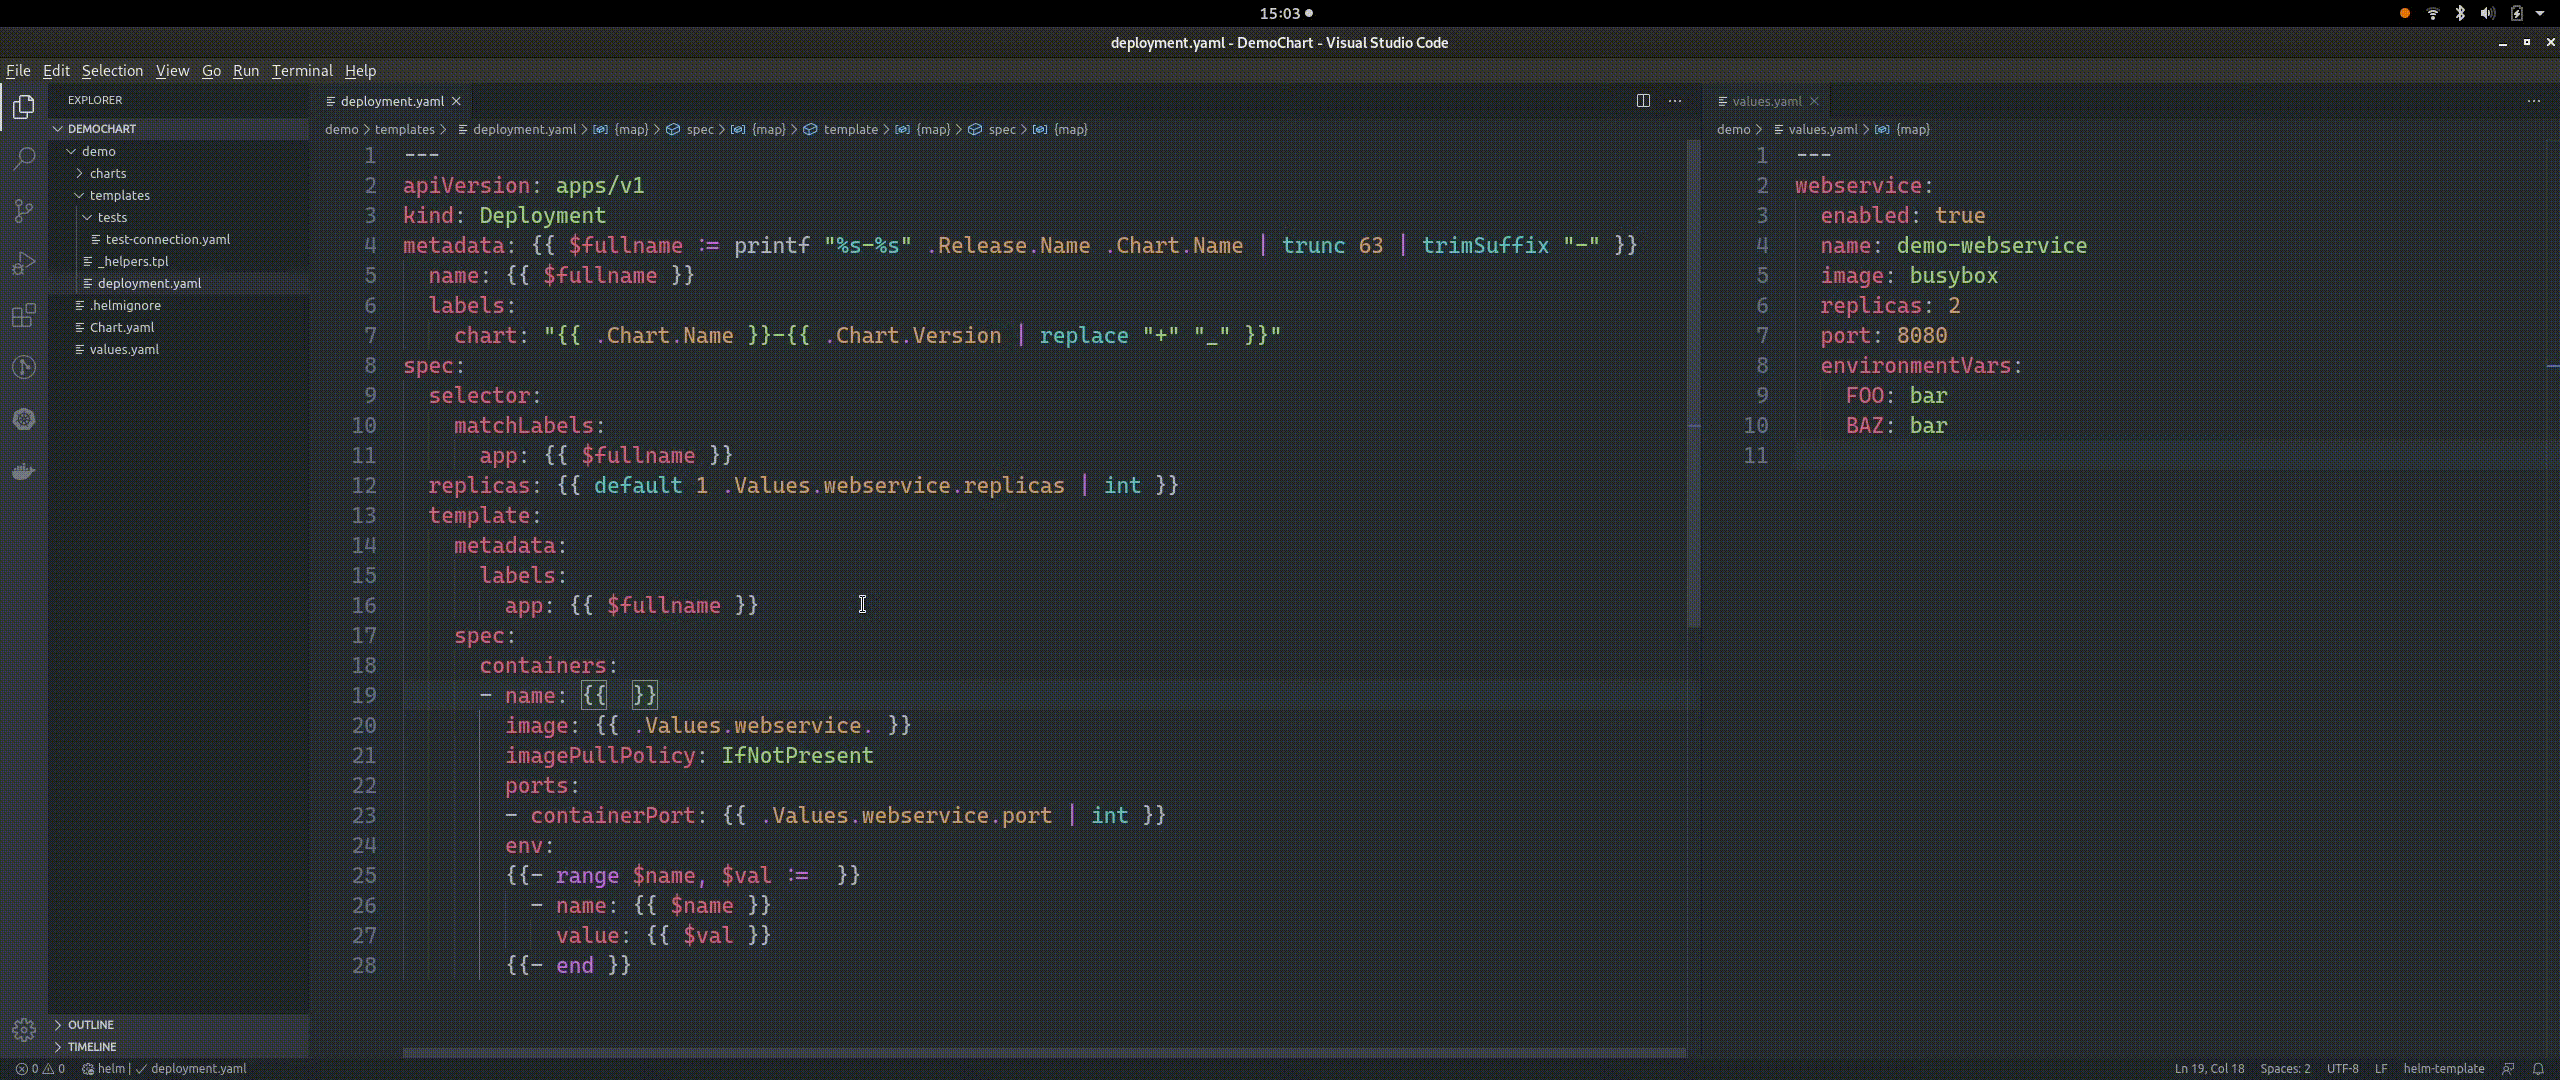 15:03
deployment.yaml - DemoChart - Visual Studio Code
File Edit Selection View Go Run Terminal Help
EXPLORER
DEMOCHART
demo
charts
templates
tests
test-connection.yaml
_helpers.tpl
deployment.yaml
.helmignore
Chart.yaml
values.yaml
OUTLINE
TIMELINE
deployment.yaml
demo > templates > deployment.yaml > {map} > spec > {map} > template > {map} > spec > {map}
1 ---
2 apiVersion: apps/v1
3 kind: Deployment
4 metadata: {{ $fullname := printf "%s-%s" .Release.Name .Chart.Name | trunc 63 | trimSuffix "-" }}
5 name: {{ $fullname }}
6 labels:
7 chart: "{{ .Chart.Name }}-{{ .Chart.Version | replace "+" "_" }}"
8 spec:
9 selector:
10 matchLabels:
11 app: {{ $fullname }}
12 replicas: {{ default 1 .Values.webservice.replicas | int }}
13 template:
14 metadata:
15 labels:
16 app: {{ $fullname }}
17 spec:
18 containers:
19 - name: {{  }}
20 image: {{ .Values.webservice. }}
21 imagePullPolicy: IfNotPresent
22 ports:
23 - containerPort: {{ .Values.webservice.port | int }}
24 env:
25 {{- range $name, $val :=  }}
26 - name: {{ $name }}
27 value: {{ $val }}
28 {{- end }}
values.yaml
demo > values.yaml > {map}
1 ---
2 webservice:
3 enabled: true
4 name: demo-webservice
5 image: busybox
6 replicas: 2
7 port: 8080
8 environmentVars:
9 FOO: bar
10 BAZ: bar
11
0 0 helm | ✓ deployment.yaml
Ln 19, Col 18 Spaces: 2 UTF-8 LF helm-template